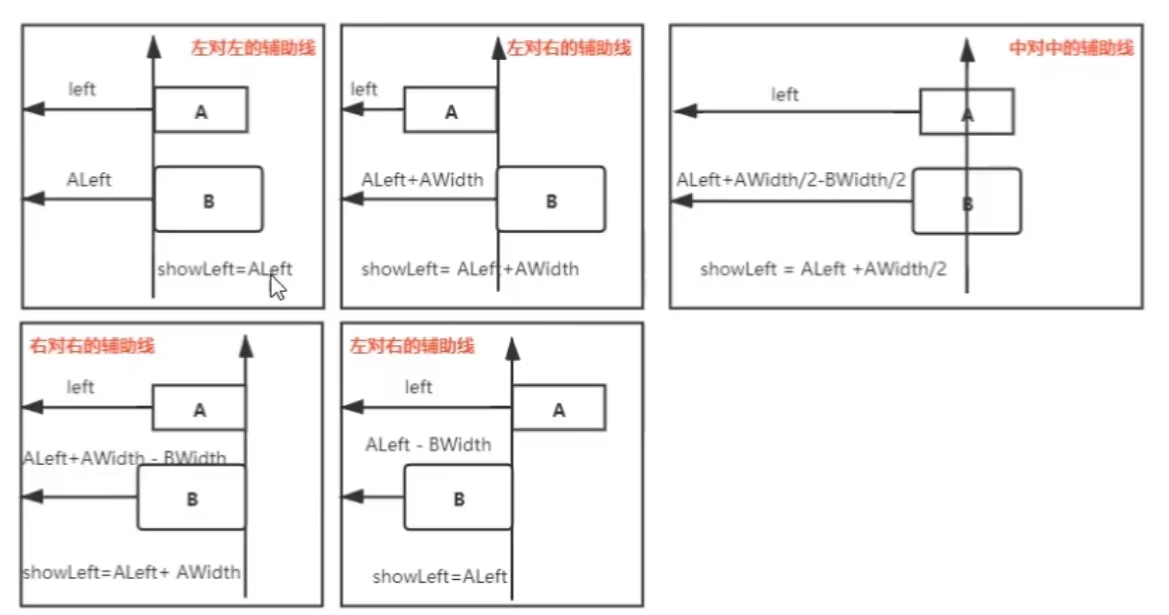 左对左的辅助线
left
A
ALeft
B
showLeft=ALeft
左对右的辅助线
left
A
ALeft+AWidth
B
showLeft= ALeft+AWidth
中对中的辅助线
left
A
ALeft+AWidth/2-BWidth/2
B
showLeft = ALeft +AWidth/2
右对右的辅助线
left
A
ALeft+AWidth - BWidth
B
showLeft=ALeft+ AWidth
左对右的辅助线
left
A
ALeft - BWidth
B
showLeft=ALeft